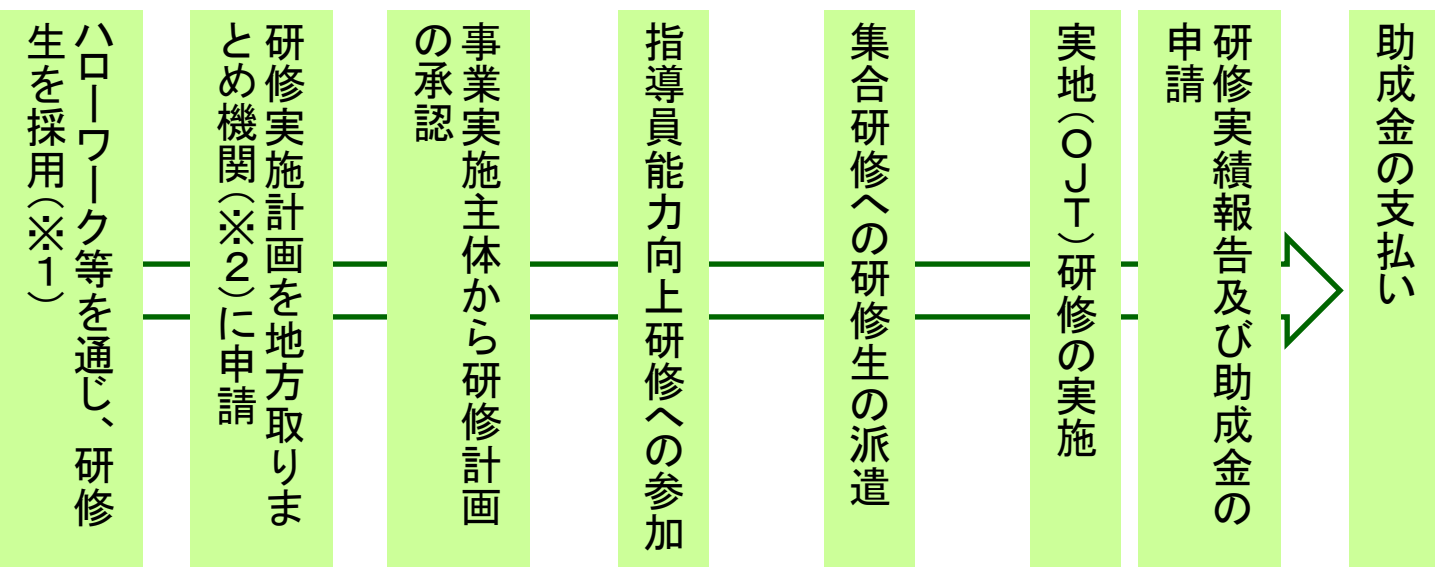 ハローワーク等を通じ、研修
生を採用（※１）
研修実施計画を地方取りま
とめ機関（※２）に申請
事業実施主体から研修計画
の承認
指導員能力向上研修への参加
集合研修への研修生の派遣
実地（ＯＪＴ）研修の実施
研修実績報告及び助成金の
申請
助成金の支払い